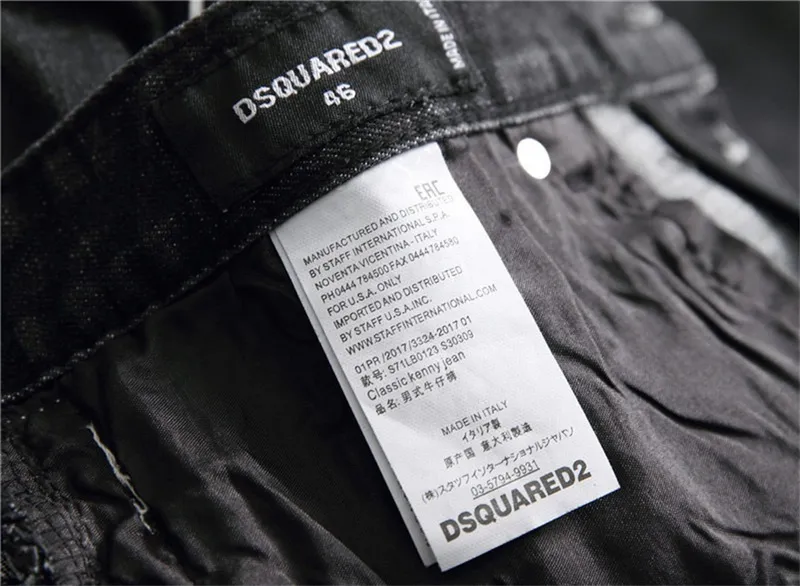 DSQUARED2
46
MADE IN ITA
ERC
MANUFACTURED AND DISTRIBUTED
BY STAFF INTERNATIONAL S.P.A.
NOVENTA VICENTINA - ITALY
PH0444 784500 FAX 0444784580
FOR U.S.A. ONLY
IMPORTED AND DISTRIBUTED
BY STAFF U.S.A.INC.
WWW.STAFFINTERNATIONAL.COM
01PR /2017/3324-2017 01
款号: S71LB0123 S30309
Classic kenny jean
品名: 男式牛仔裤
MADE IN ITALY
イタリア製
原产国 意大利製造
(株)スタッフインターナショナルジャパン
03-5794-9931
DSQUARED2